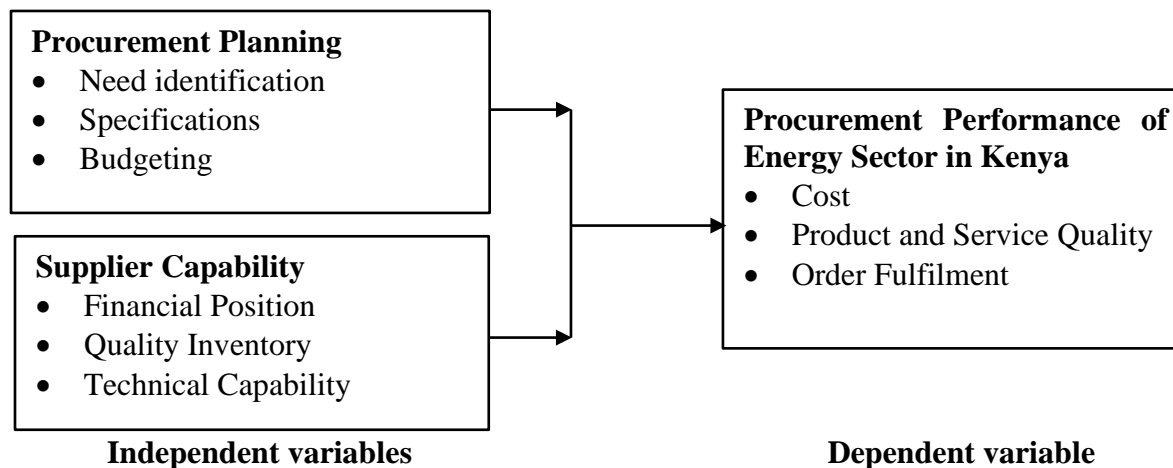 Procurement Planning
• Need identification
• Specifications
• Budgeting
Supplier Capability
• Financial Position
• Quality Inventory
• Technical Capability
Independent variables
Procurement Performance of
Energy Sector in Kenya
• Cost
• Product and Service Quality
• Order Fulfilment
Dependent variable